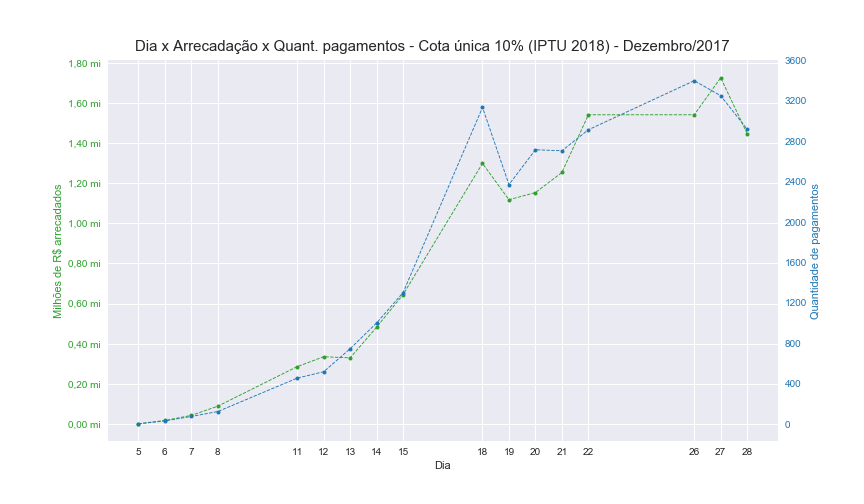 Dia x Arrecadação x Quant. pagamentos - Cota única 10% (IPTU 2018) - Dezembro/2017
Milhões de R$ arrecadados
1,80 mi
1,60 mi
1,40 mi
1,20 mi
1,00 mi
0,80 mi
0,60 mi
0,40 mi
0,20 mi
0,00 mi
3600
3200
2800
2400
2000
1600
1200
800
400
0
Quantidade de pagamentos
5 6 7 8 11 12 13 14 15 18 19 20 21 22 26 27 28
Dia